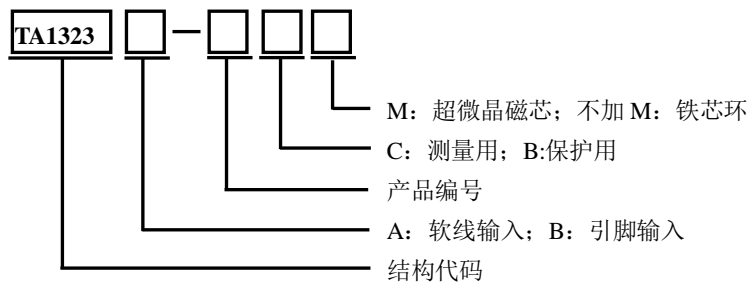 TA1323
M：超微晶磁芯；不加 M：铁芯环
C：测量用；B:保护用
产品编号
A：软线输入；B：引脚输入
结构代码